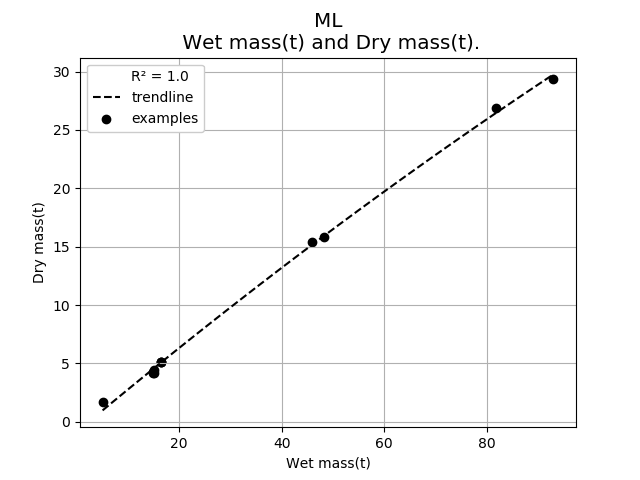 ML
Wet mass(t) and Dry mass(t).
R² = 1.0
trendline
examples
30
25
20
15
10
5
0
Dry mass(t)
20 40 60 80
Wet mass(t)